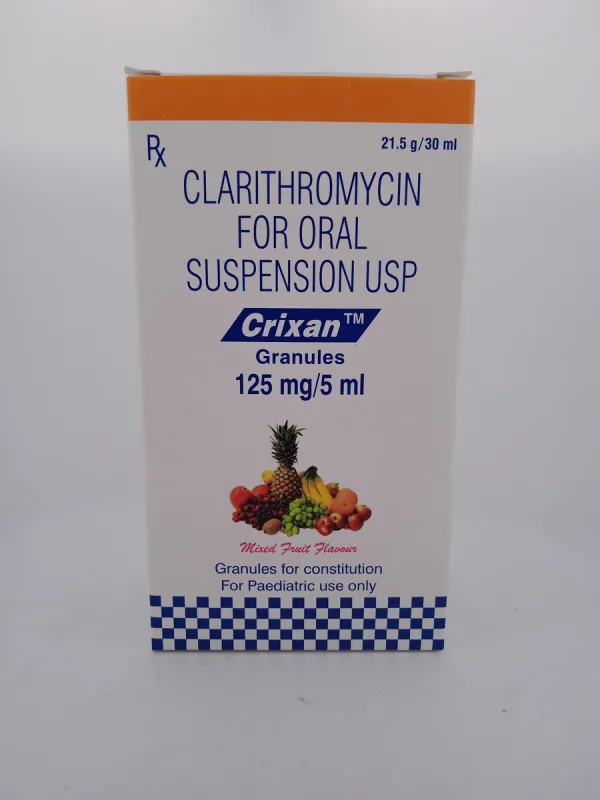 Rx
21.5 g/30 ml
CLARITHROMYCIN
FOR ORAL
SUSPENSION USP
Crixan™
Granules
125 mg/5 ml
Mixed Fruit Flavour
Granules for constitution
For Paediatric use only